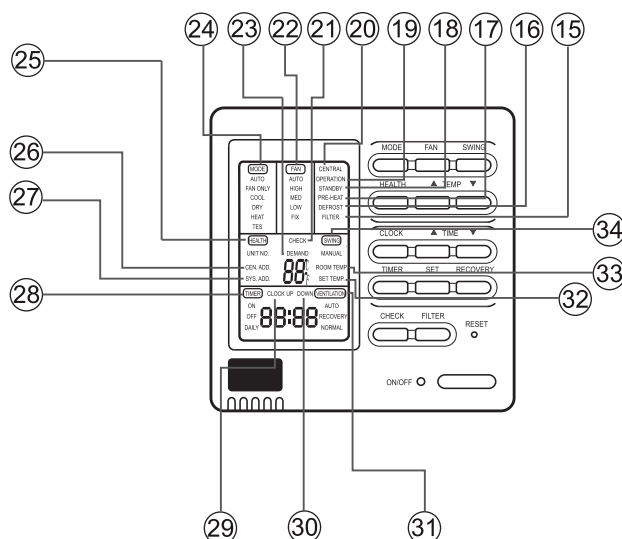 24 23 22 21 20 19 18 17 16 15
25
26
27
28
34
33
32
29 30 31
MODE FAN CENTRAL
AUTO AUTO OPERATION
FAN ONLY HIGH STANDBY
COOL MED PRE-HEAT
DRY LOW DEFROST
HEAT FIX FILTER
TES
HEALTH CHECK SWING
UNIT NO. DEMAND MANUAL
CEN. ADD. 88 ROOM TEMP.
SYS. ADD. SET TEMP.
TIMER CLOCK UP DOWN VENTILATION
ON AUTO
OFF 88:88 RECOVERY
DAILY NORMAL
MODE FAN SWING
HEALTH ▲ TEMP ▼
CLOCK ▲ TIME ▼
TIMER SET RECOVERY
CHECK FILTER RESET
ON/OFF